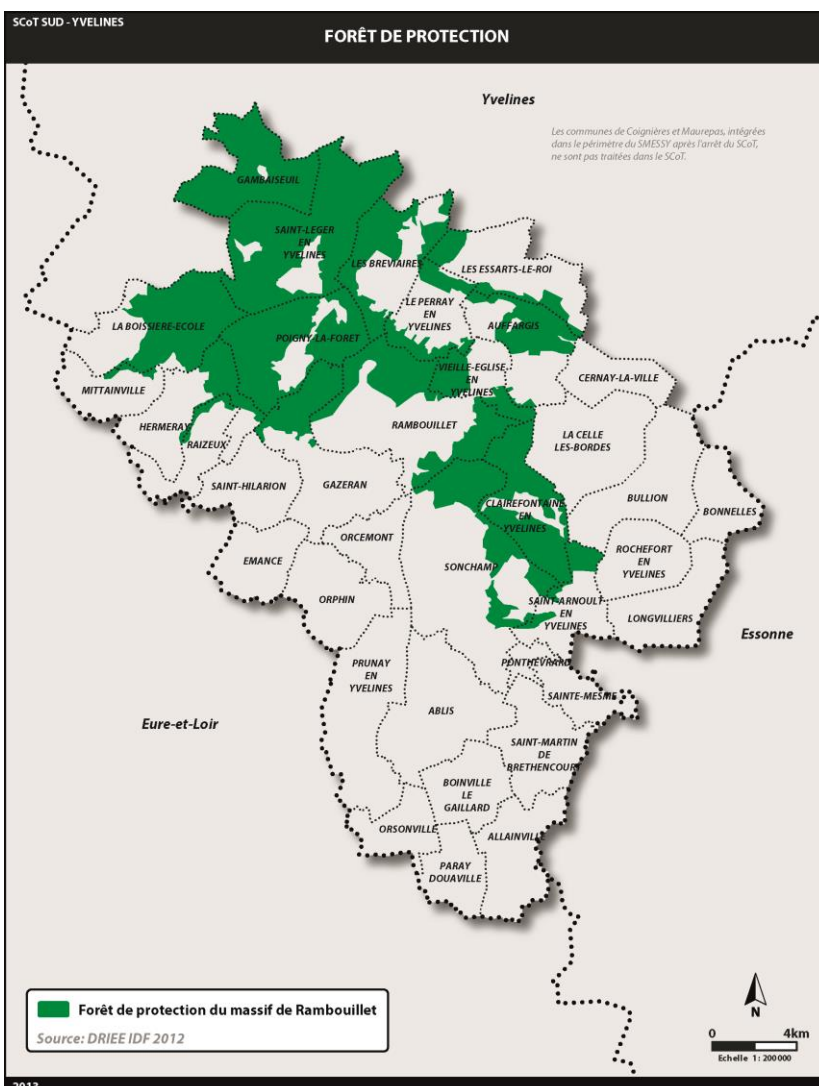 SCoT SUD - YVELINES
FORÊT DE PROTECTION
Yvelines
Les communes de Coignières et Maurepas, intégrées
dans le périmètre du SMESSY après l'arrêt du SCoT,
ne sont pas traitées dans le SCoT.
GAMBAISEUIL
SAINT-LEGER
EN
YVELINES
LES BREVIAIRES
LES ESSARTS-LE-ROI
LE PERRAY
EN
YVELINES
LA BOISSIERE-ECOLE
POIGNY-LA-FORET
AUFFARGIS
VIEILLE-EGLISE
EN
YVELINES
CERNAY-LA-VILLE
MITTAINVILLE
HERMERAY
RAIZEUX
RAMBOUILLET
LA CELLE
LES-BORDES
SAINT-HILARION
GAZERAN
CLAIREFONTAINE
EN
YVELINES
BULLION
BONNELLES
ORCEMONT
EMANCE
SONCHAMP
ROCHEFORT
EN
YVELINES
ORPHIN
SAINT-ARNOULT
EN
YVELINES
LONGVILLIERS
Essonne
PRUNAY
EN
YVELINES
PONTHEVRARD
SAINTE-MESME
ABLIS
Eure-et-Loir
SAINT-MARTIN
DE
BRETHENCOURT
BOINVILLE
LE
GAILLARD
ORSONVILLE
ALLAINVILLE
PARAY
DOUAVILLE
Forêt de protection du massif de Rambouillet
Source: DRIEE IDF 2012
N
0 4km
Echelle 1 : 200 000
2013